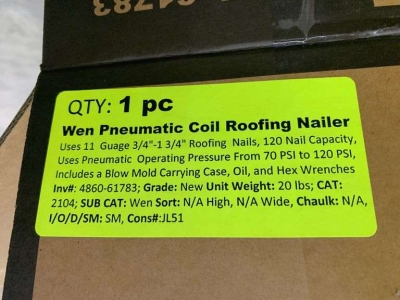 61783
QTY: 1 pc
Wen Pneumatic Coil Roofing Nailer
Uses 11 Guage 3/4"-1 3/4" Roofing Nails, 120 Nail Capacity,
Uses Pneumatic Operating Pressure From 70 PSI to 120 PSI,
Includes a Blow Mold Carrying Case, Oil, and Hex Wrenches
Inv#: 4860-61783; Grade: New Unit Weight: 20 lbs; CAT:
2104; SUB CAT: Wen Sort: N/A High, N/A Wide, Chaulk: N/A,
I/O/D/SM: SM, Cons#:JL51